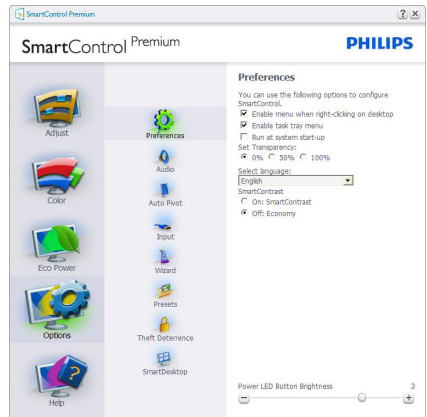 SmartControl Premium
SmartControl Premium
PHILIPS
Adjust
Color
Eco Power
Options
Help
Preferences
Audio
Auto Pivot
Input
Wizard
Presets
Theft Deterrence
SmartDesktop
Preferences
You can use the following options to configure
SmartControl.
Enable menu when right-clicking on desktop
Enable task tray menu
Run at system start-up
Set Transparency:
0% 50% 100%
Select language:
English
SmartContrast
On: SmartContrast
Off: Economy
Power LED Button Brightness 3